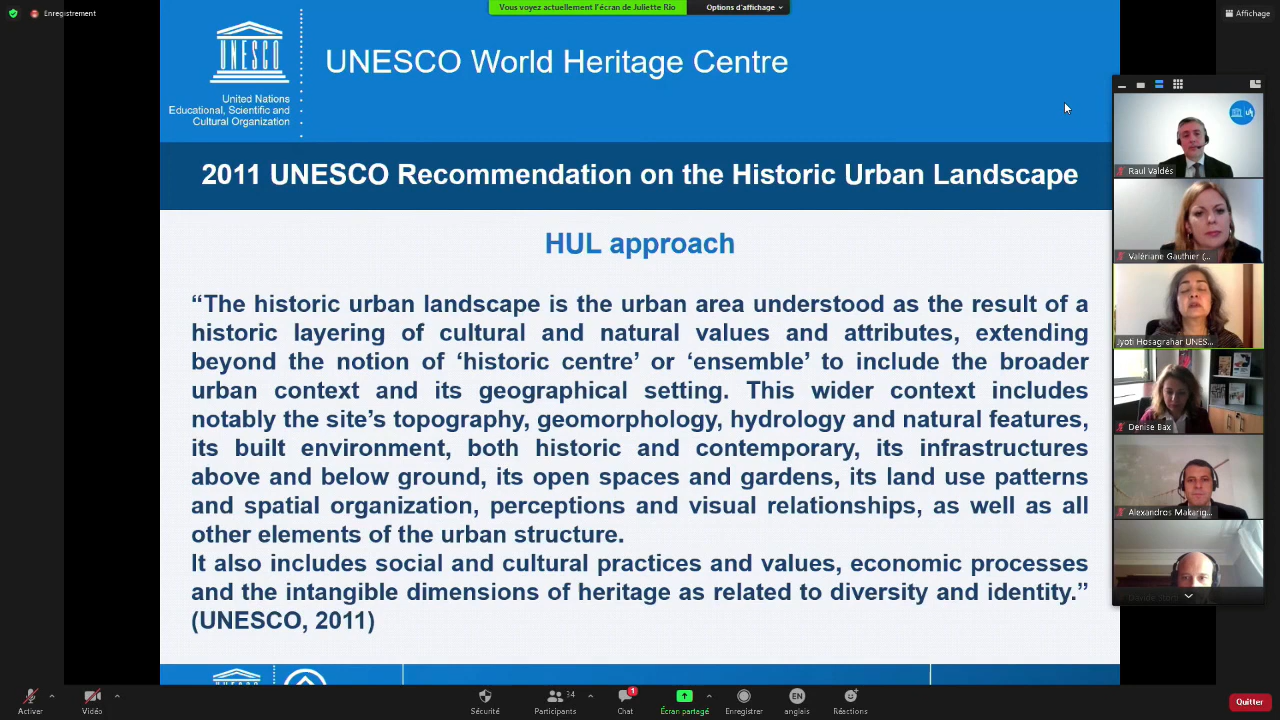 Enregistrement
Vous voyez actuellement l'écran de Juliette Rio
Options d'affichage
Affichage
UNESCO
United Nations
Educational, Scientific and
Cultural Organization
UNESCO World Heritage Centre
2011 UNESCO Recommendation on the Historic Urban Landscape
HUL approach
“The historic urban landscape is the urban area understood as the result of a
historic layering of cultural and natural values and attributes, extending
beyond the notion of ‘historic centre’ or ‘ensemble’ to include the broader
urban context and its geographical setting. This wider context includes
notably the site’s topography, geomorphology, hydrology and natural features,
its built environment, both historic and contemporary, its infrastructures
above and below ground, its open spaces and gardens, its land use patterns
and spatial organization, perceptions and visual relationships, as well as all
other elements of the urban structure.
It also includes social and cultural practices and values, economic processes
and the intangible dimensions of heritage as related to diversity and identity.”
(UNESCO, 2011)
Raul Valdés
Valériane Gauthier (...
Jyoti Hosagrahar UNES...
Denise Bax
Alexandros Makarig...
Activer
Vidéo
Sécurité
34
Participants
1
Chat
Écran partagé
Enregistrer
EN
anglais
Réactions
Quitter